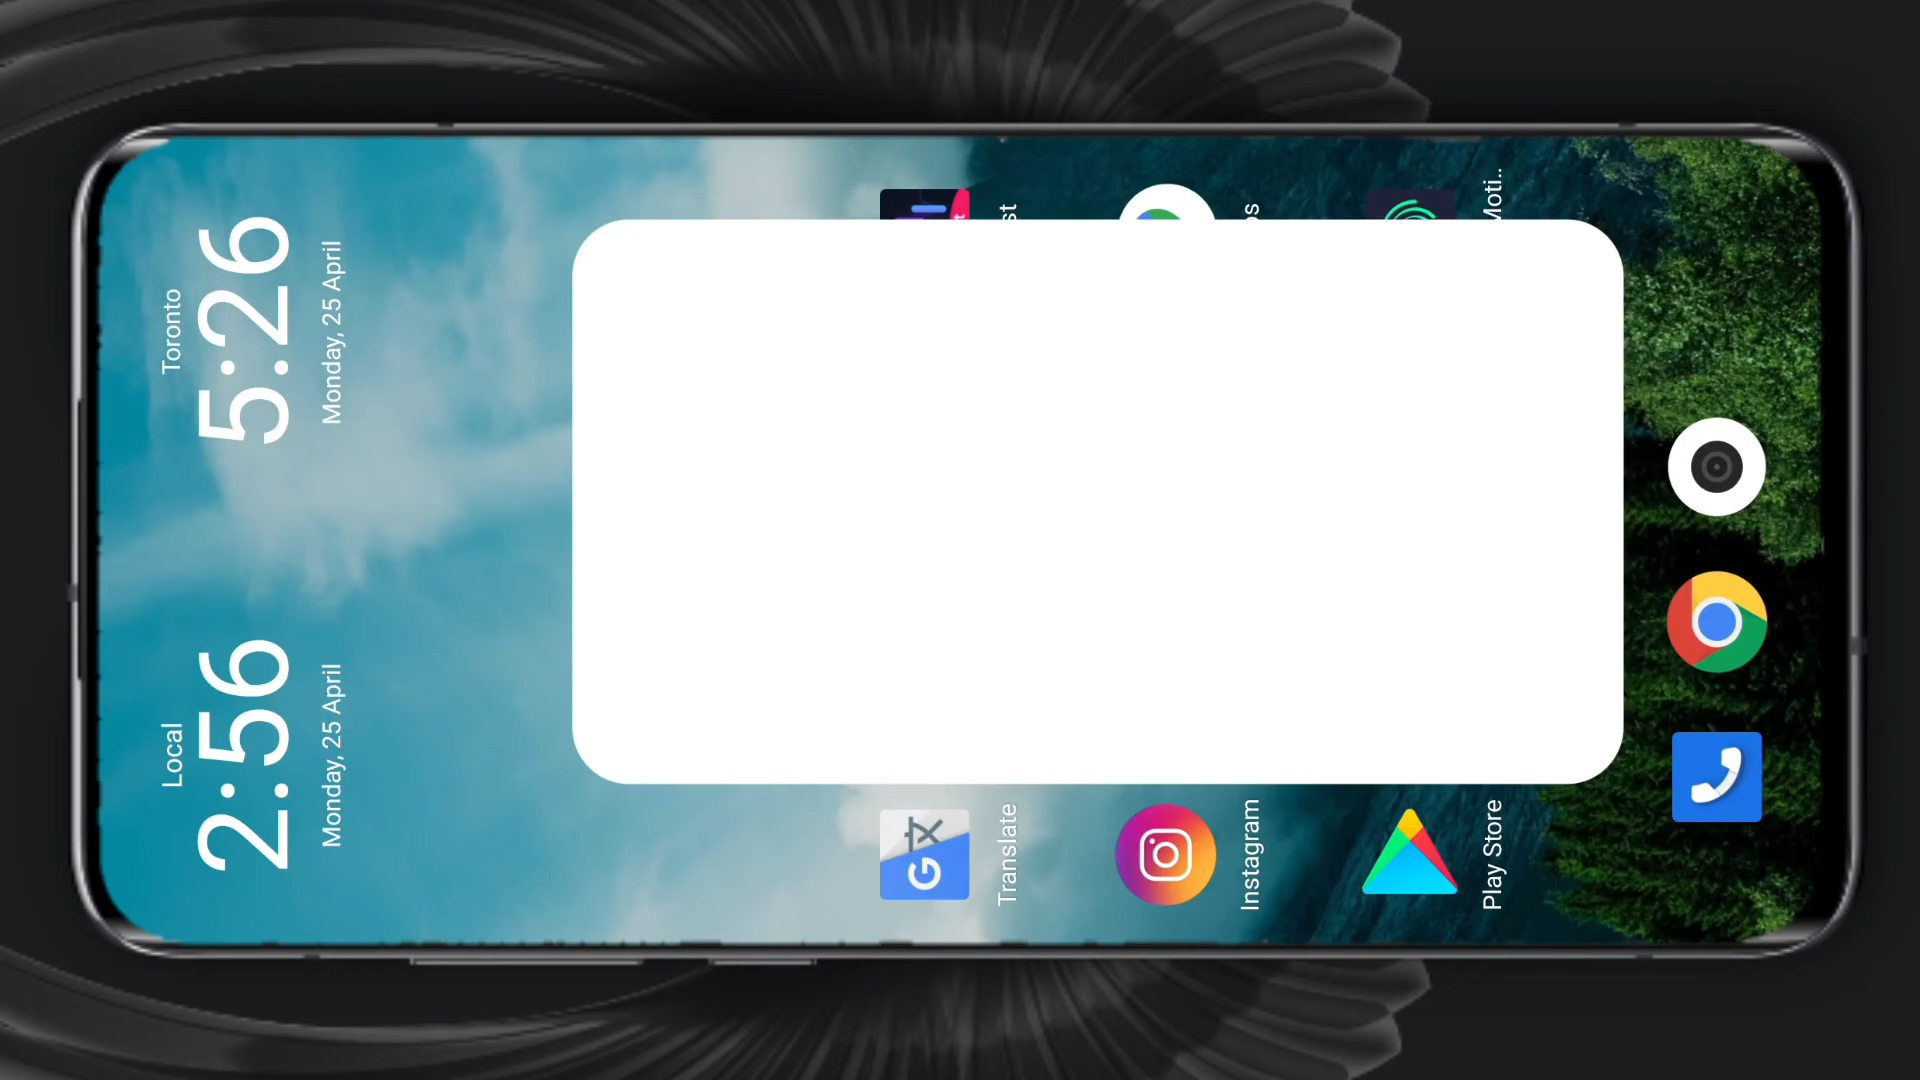 Local
2:56
Monday, 25 April
Toronto
5:26
Monday, 25 April
Translate
Instagram
Play Store